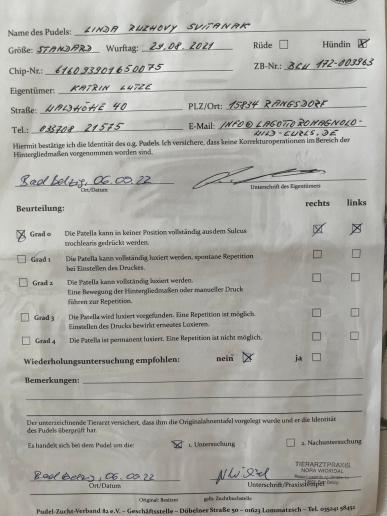 Name des Pudels: LINDA RUZHOVY SVITANAK
Größe: STANDARD Wurftag: 29.08.2021 Rüde ☐ Hündin ☒
Chip-Nr.: 616093901650075 ZB-Nr.: BCU 172-003963
Eigentümer: KATRIN LUTZE
Straße: WALDHÖHE 40 PLZ/Ort: 15834 RANGSDORF
Tel.: 033708 21575 E-Mail: INFO@LAGOTTOROMAGNOLO-
WILD-CURLS.DE
Hiermit bestätige ich die Identität des o.g. Pudels. Ich versichere, dass keine Korrekturoperationen im Bereich der
Hintergliedmaßen vorgenommen worden sind.
Bad Belzig, 06.09.22
Ort/Datum Unterschrift des Eigentümers
Beurteilung: rechts links
☒ Grad 0 Die Patella kann in keiner Position vollständig aus dem Sulcus ☒ ☒
trochlearis gedrückt werden.
☐ Grad 1 Die Patella kann vollständig luxiert werden, spontane Repetition ☐ ☐
bei Einstellen des Druckes.
☐ Grad 2 Die Patella kann vollständig luxiert werden. ☐ ☐
Eine Bewegung der Hintergliedmaßen oder manueller Druck
führen zur Repetition.
☐ Grad 3 Die Patella wird luxiert vorgefunden. Eine Repetition ist möglich. ☐ ☐
Einstellen des Drucks bewirkt erneutes Luxieren.
☐ Grad 4 Die Patella ist permanent luxiert. Eine Repetition ist nicht möglich. ☐ ☐
Wiederholungsuntersuchung empfohlen: nein ☒ ja ☐
Bemerkungen:
Der unterzeichnende Tierarzt versichert, dass ihm die Originalahnentafel vorgelegt wurde und er die Identität
des Pudels überprüft hat.
Es handelt sich bei dem Pudel um die: ☒ 1. Untersuchung ☐ 2. Nachuntersuchung
TIERARZTPRAXIS
NORA WICKIDAL
Bad Belzig, 06.09.22
Ort/Datum Unterschrift/Praxisstempel
Original: Besitzer gelb: Zuchtbuchstelle
Pudel-Zucht-Verband 82 e.V. – Geschäftsstelle – Döbelner Straße 50 – 01623 Lommatzsch – Tel. 035241 58452